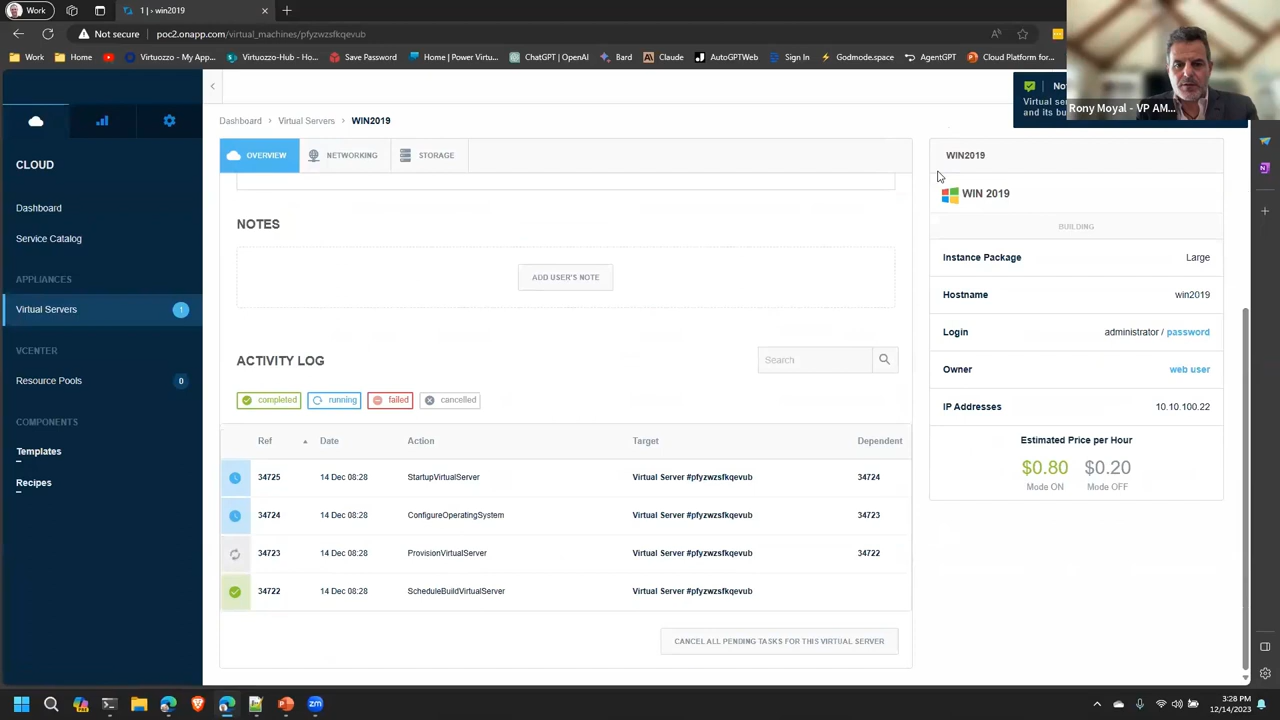 (6) Work
1 | win2019
Not secure
poc2.onapp.com/virtual_machines/pfyzwzsfkqevub
Work
Home
Virtuozzo - My Appl...
Virtuozzo-Hub - Ho...
Save Password
Home | Power Virtu...
ChatGPT | OpenAI
Bard
Claude
AutoGPTWeb
Sign In
Godmode.space
AgentGPT
Cloud Platform for...
Virtual se
and its bu
Rony Moyal - VP AM...
CLOUD
Dashboard
Service Catalog
APPLIANCES
Virtual Servers 1
VCENTER
Resource Pools 0
COMPONENTS
Templates
Recipes
Dashboard > Virtual Servers > WIN2019
OVERVIEW NETWORKING STORAGE
NOTES
ADD USER'S NOTE
ACTIVITY LOG
Search
completed running failed cancelled
Ref Date Action Target Dependent
34725 14 Dec 08:28 StartupVirtualServer Virtual Server #pfyzwzsfkqevub 34724
34724 14 Dec 08:28 ConfigureOperatingSystem Virtual Server #pfyzwzsfkqevub 34723
34723 14 Dec 08:28 ProvisionVirtualServer Virtual Server #pfyzwzsfkqevub 34722
34722 14 Dec 08:28 ScheduleBuildVirtualServer Virtual Server #pfyzwzsfkqevub
CANCEL ALL PENDING TASKS FOR THIS VIRTUAL SERVER
WIN2019
WIN 2019
BUILDING
Instance Package Large
Hostname win2019
Login administrator / password
Owner web user
IP Addresses 10.10.100.22
Estimated Price per Hour
$0.80 $0.20
Mode ON Mode OFF
3:28 PM
12/14/2023